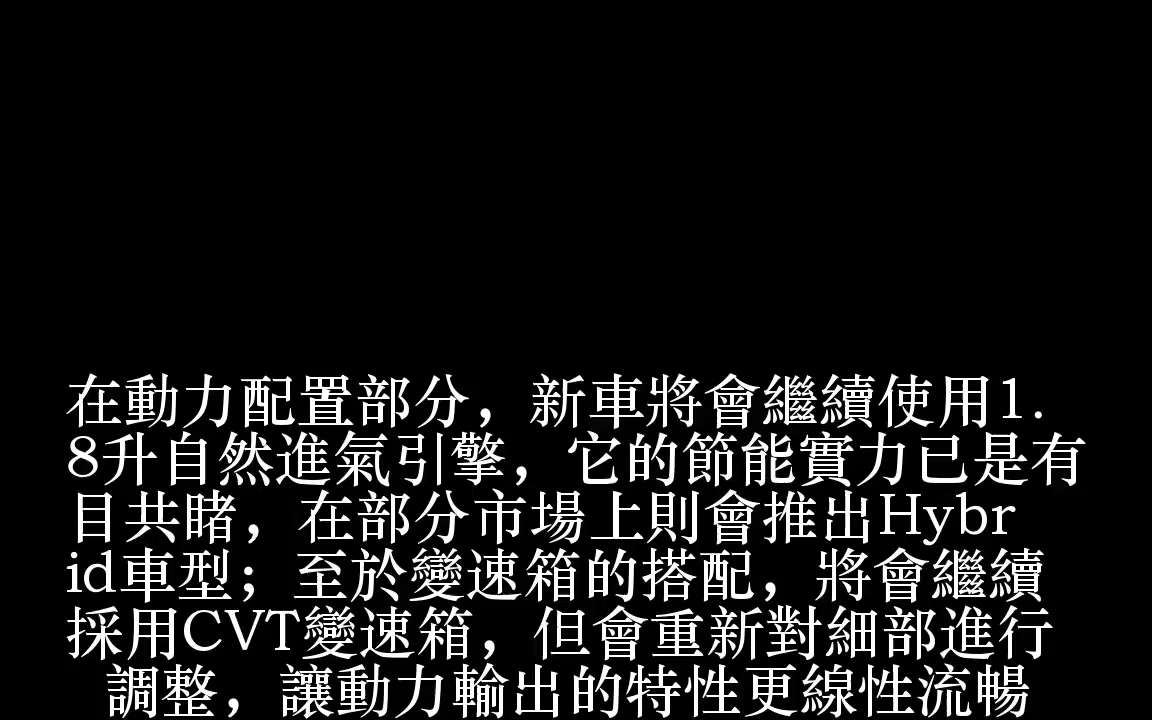 在動力配置部分，新車將會繼續使用1.
8升自然進氣引擎，它的節能實力已是有
目共睹，在部分市場上則會推出Hybr
id車型；至於變速箱的搭配，將會繼續
採用CVT變速箱，但會重新對細部進行
調整，讓動力輸出的特性更線性流暢